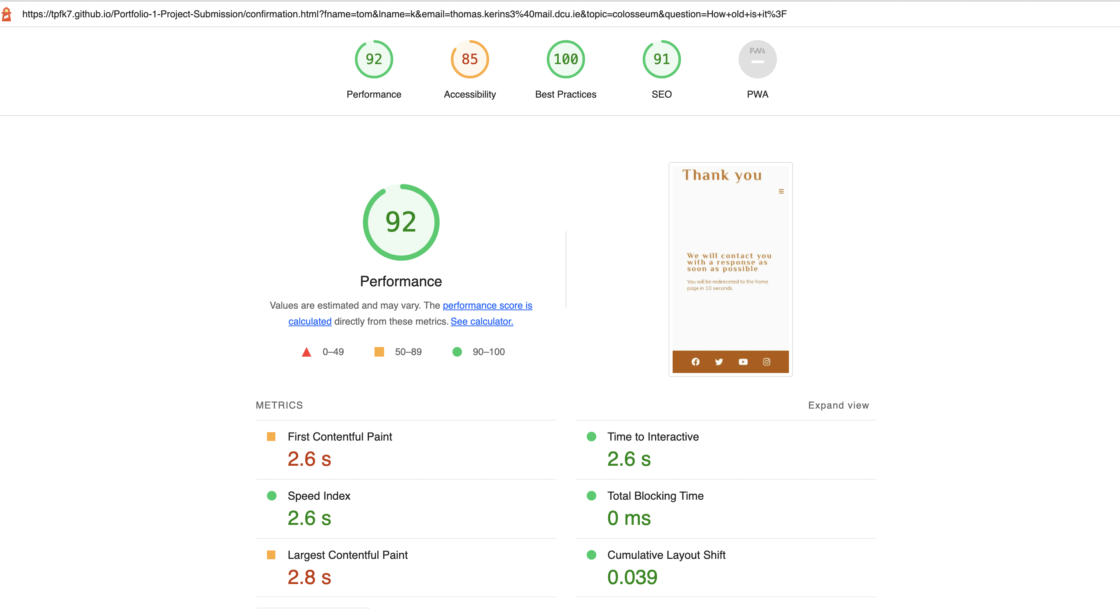 https://tpfk7.github.io/Portfolio-1-Project-Submission/confirmation.html?fname=tom&lname=k&email=thomas.kerins3%40mail.dcu.ie&topic=colosseum&question=How+old+is+it%3F
92 85 100 91 PWA
Performance Accessibility Best Practices SEO PWA
92
Performance
Values are estimated and may vary. The performance score is
calculated directly from these metrics. See calculator.
0–49 50–89 90–100
Thank you
We will contact you
with a response as
soon as possible
You will be redirected to the home
page in 10 seconds.
METRICS Expand view
First Contentful Paint
2.6 s
Time to Interactive
2.6 s
Speed Index
2.6 s
Total Blocking Time
0 ms
Largest Contentful Paint
2.8 s
Cumulative Layout Shift
0.039